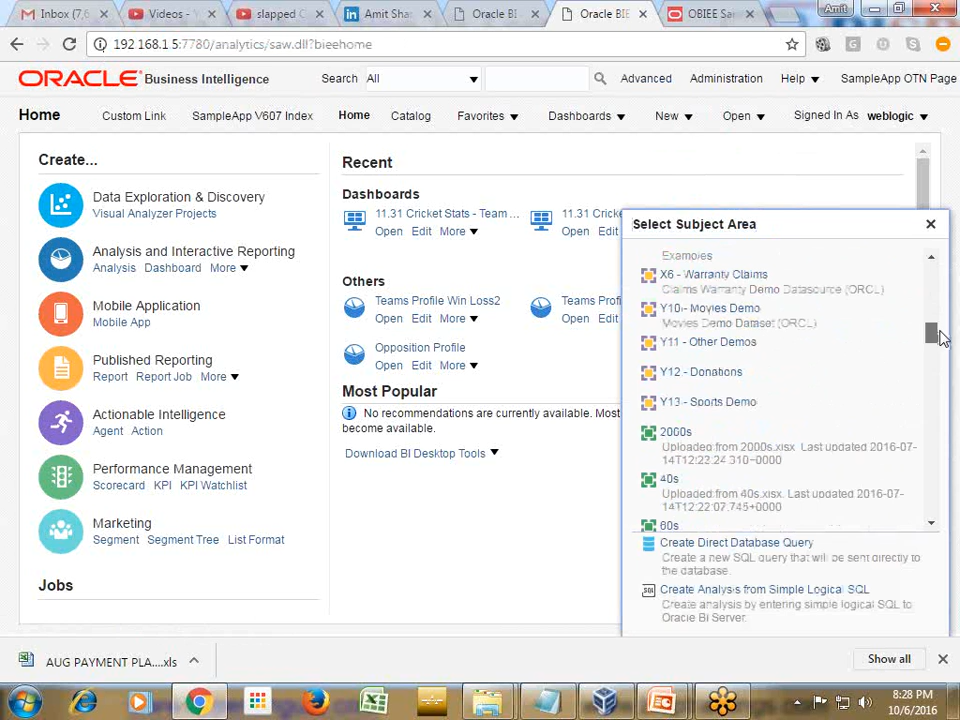 Inbox (7,6
Videos - Y
slapped C
Amit Sha
Oracle BI
Oracle BIE
OBIEE Sa
Amit
192.168.1 5:7780/analytics/saw.dll?bieehome
ORACLE Business Intelligence
Search All
Advanced
Administration
Help
SampleApp OTN Page
Home
Custom Link
SampleApp V607 Index
Home
Catalog
Favorites
Dashboards
New
Open
Signed In As weblogic
Create...
Data Exploration & Discovery
Visual Analyzer Projects
Analysis and Interactive Reporting
Analysis Dashboard More
Mobile Application
Mobile App
Published Reporting
Report Report Job More
Actionable Intelligence
Agent Action
Performance Management
Scorecard KPI KPI Watchlist
Marketing
Segment Segment Tree List Format
Jobs
Recent
Dashboards
11.31 Cricket Stats - Team ...
Open Edit More
11.31 Cricke
Open Edit
Others
Teams Profile Win Loss2
Open Edit More
Teams Prof
Open Edit
Opposition Profile
Open Edit More
Most Popular
No recommendations are currently available. Most
become available.
Download BI Desktop Tools
Select Subject Area
Examples
X6 - Warranty Claims
Claims Warranty Demo Datasource (ORCL)
Y10 - Movies Demo
Movies Demo Dataset (ORCL)
Y11 - Other Demos
Y12 - Donations
Y13 - Sports Demo
2000s
Uploaded from 2000s.xlsx. Last updated 2016-07-
14T12:22:24.310+0000
40s
Uploaded from 40s.xlsx. Last updated 2016-07-
14T12:22:07.745+0000
60s
Create Direct Database Query
Create a new SQL query that will be sent directly to
the database.
SQL
Create Analysis from Simple Logical SQL
Create analysis by entering simple logical SQL to
Oracle BI Server.
AUG PAYMENT PLA....xls
Show all
8:28 PM
10/6/2016